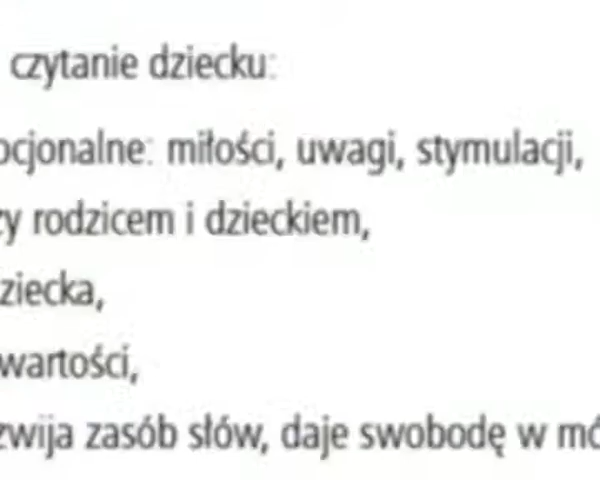 czytanie dziecku:
ocjonalne: miłości, uwagi, stymulacji,
zy rodzicem i dzieckiem,
ziecka,
wartości,
zwija zasób słów, daje swobodę w mó